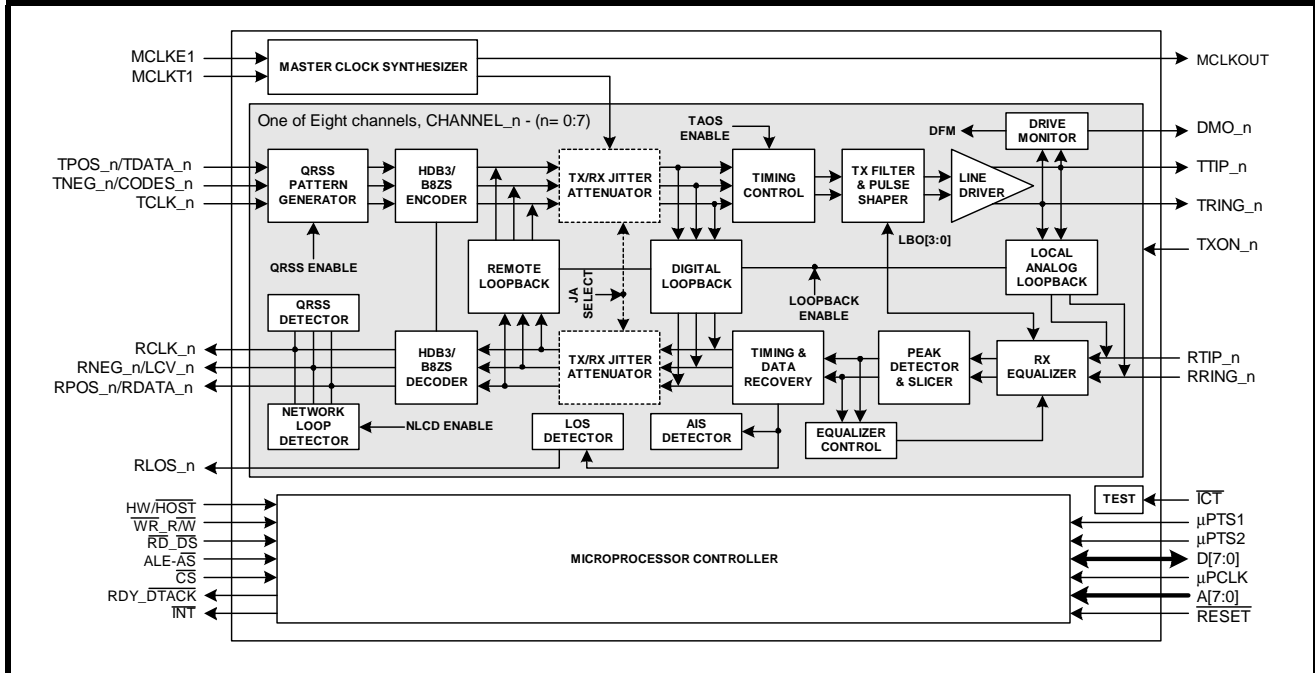 MCLKE1
MCLKT1
MASTER CLOCK SYNTHESIZER
MCLKOUT
One of Eight channels, CHANNEL_n - (n= 0:7)
TAOS
ENABLE
DFM
DRIVE
MONITOR
DMO_n
TPOS_n/TDATA_n
TNEG_n/CODES_n
TCLK_n
QRSS
PATTERN
GENERATOR
HDB3/
B8ZS
ENCODER
TX/RX JITTER
ATTENUATOR
TIMING
CONTROL
TX FILTER
& PULSE
SHAPER
LINE
DRIVER
TTIP_n
TRING_n
QRSS ENABLE
REMOTE
LOOPBACK
JA
SELECT
DIGITAL
LOOPBACK
LOOPBACK
ENABLE
LBO[3:0]
LOCAL
ANALOG
LOOPBACK
TXON_n
QRSS
DETECTOR
RCLK_n
RNEG_n/LCV_n
RPOS_n/RDATA_n
HDB3/
B8ZS
DECODER
TX/RX JITTER
ATTENUATOR
TIMING &
DATA
RECOVERY
PEAK
DETECTOR
& SLICER
RX
EQUALIZER
RTIP_n
RRING_n
NETWORK
LOOP
DETECTOR
NLCD ENABLE
LOS
DETECTOR
AIS
DETECTOR
EQUALIZER
CONTROL
RLOS_n
HW/HOST
WR_R/W
RD_DS
ALE-AS
CS
RDY_DTACK
INT
MICROPROCESSOR CONTROLLER
TEST
ICT
µPTS1
µPTS2
D[7:0]
µPCLK
A[7:0]
RESET